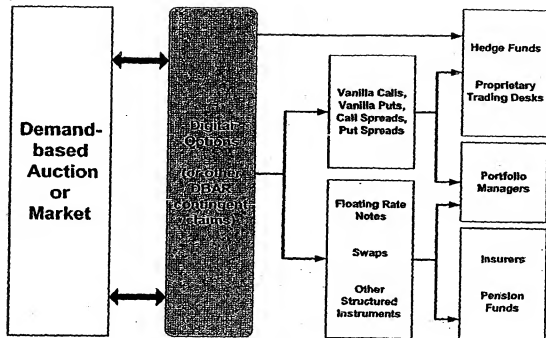 Demand-
based
Auction
or
Market
Digital
Options
(or other
DBAR
contingent
claims)
Vanilla Calls,
Vanilla Puts,
Call Spreads,
Put Spreads
Floating Rate
Notes
Swaps
Other
Structured
Instruments
Hedge Funds
Proprietary
Trading Desks
Portfolio
Managers
Insurers
Pension
Funds